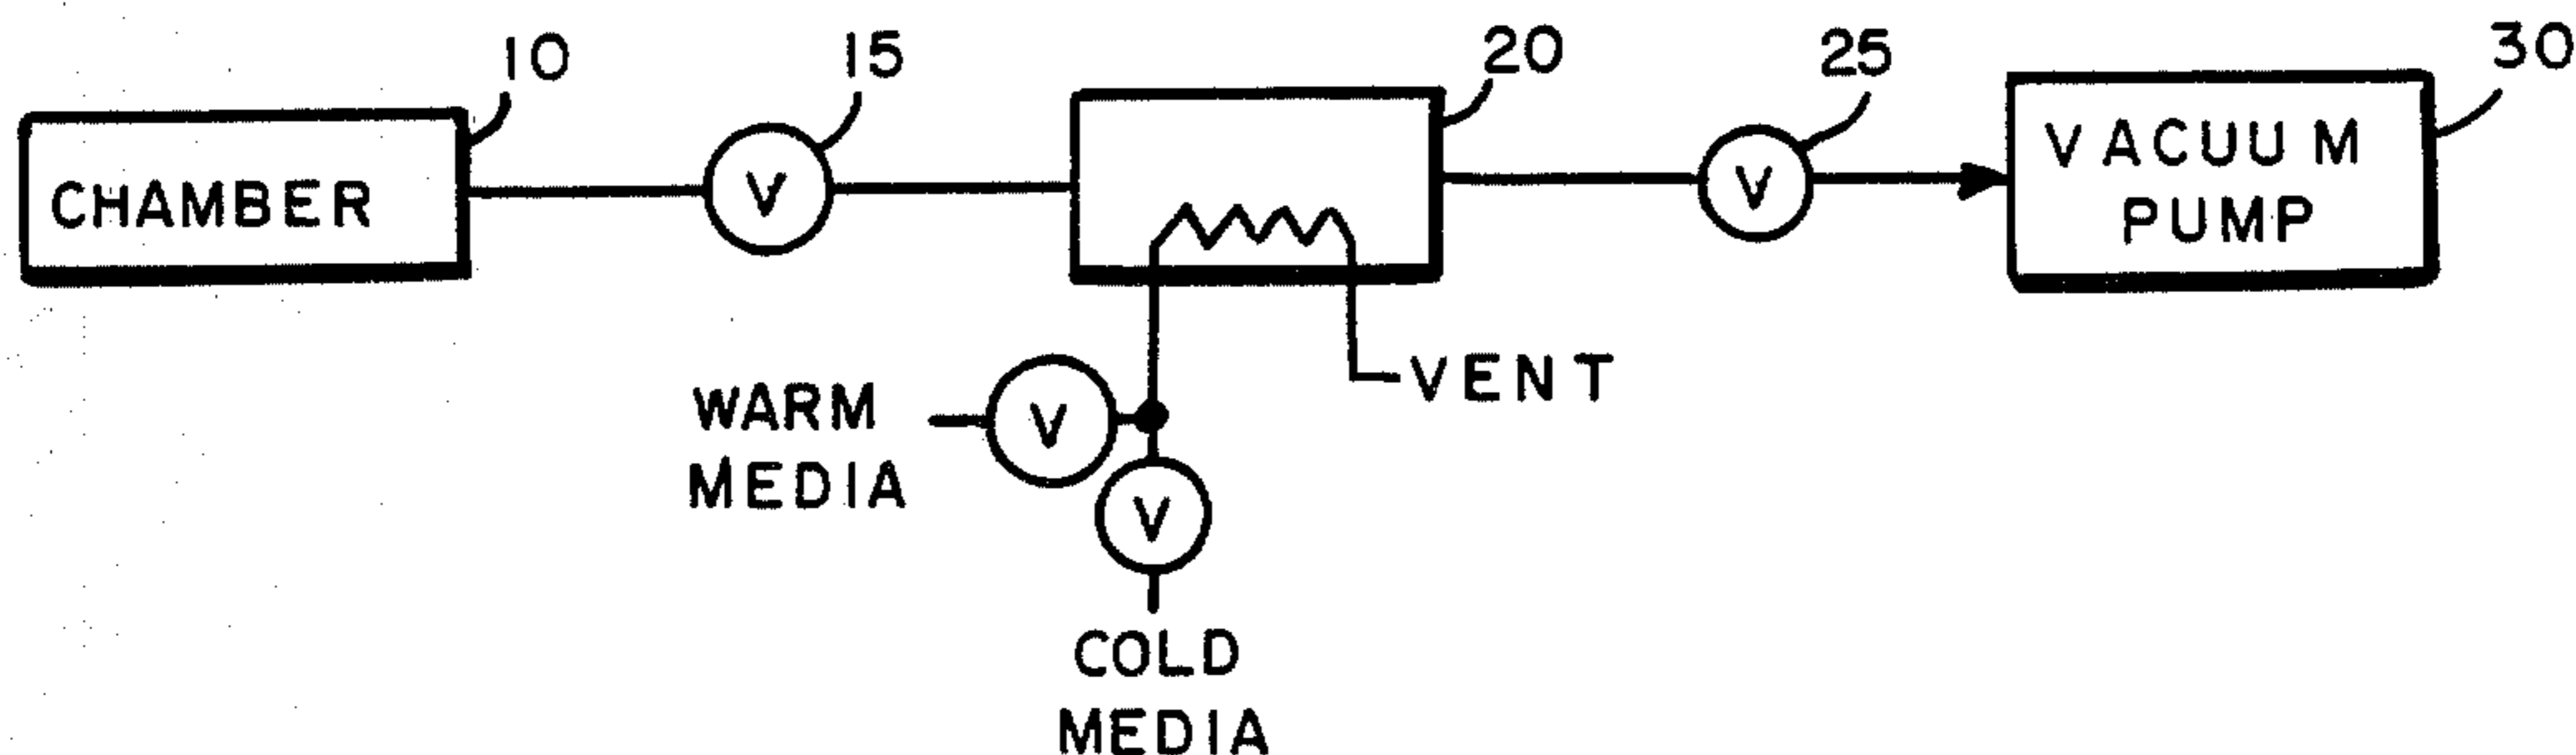 10
15
20
25
30
CHAMBER
V
V
VACUUM
PUMP
VENT
WARM
MEDIA
V
V
COLD
MEDIA